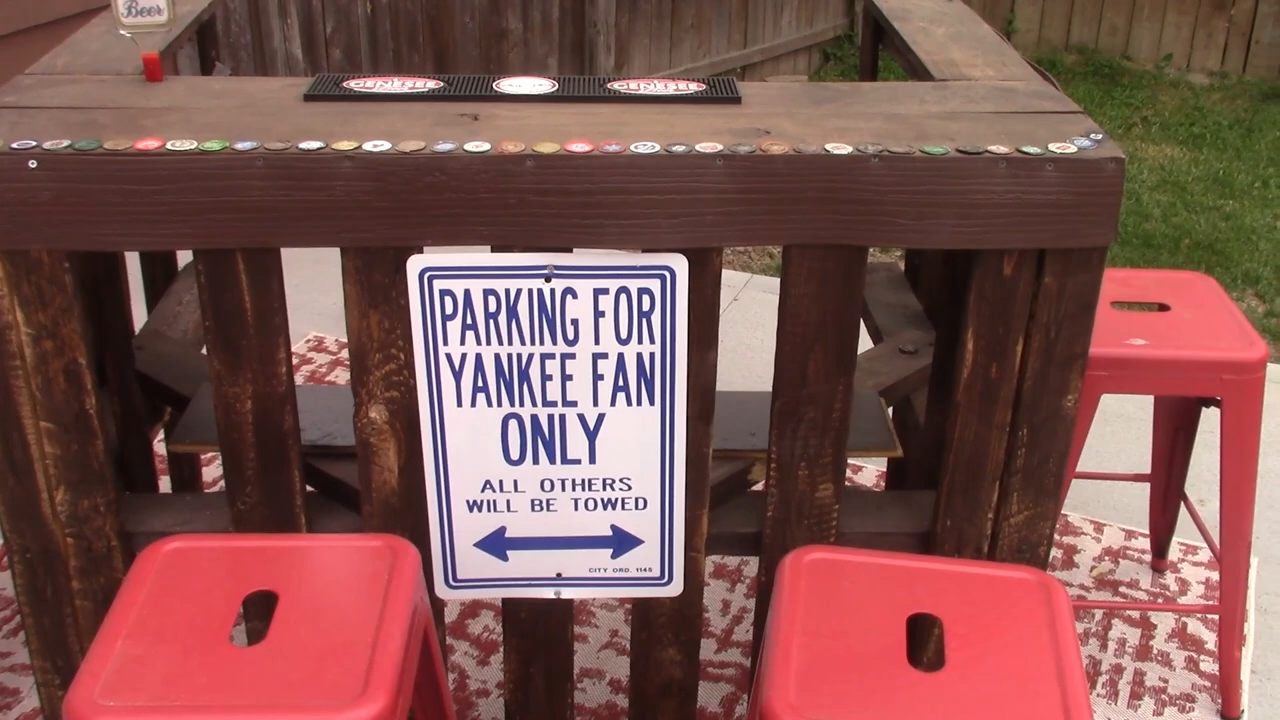 Beer
GENESEE
GENESEE
PARKING FOR
YANKEE FAN
ONLY
ALL OTHERS
WILL BE TOWED
CITY ORD. 1145